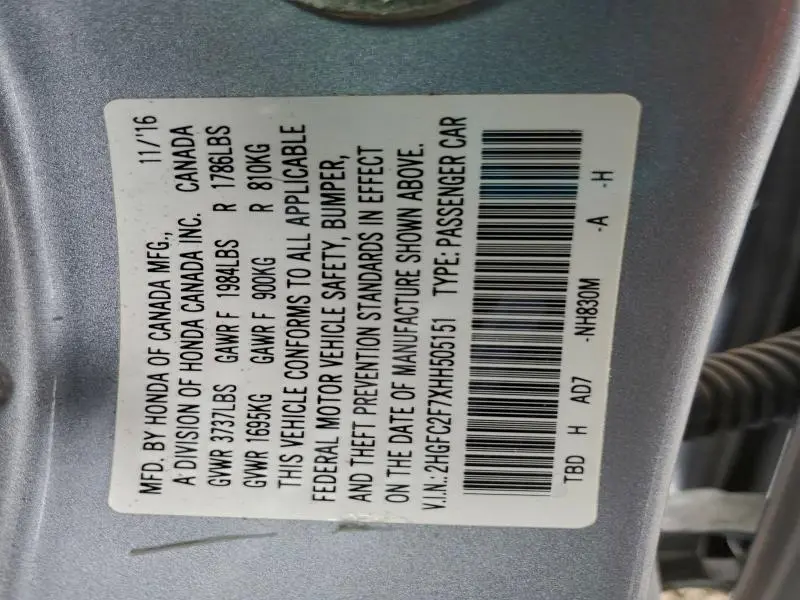 MFD. BY HONDA OF CANADA MFG., 11/16
A DIVISION OF HONDA CANADA INC. CANADA
GVWR 3737LBS GAWR F 1984LBS R 1786LBS
GVWR 1695KG GAWR F 900KG R 810KG
THIS VEHICLE CONFORMS TO ALL APPLICABLE
FEDERAL MOTOR VEHICLE SAFETY, BUMPER,
AND THEFT PREVENTION STANDARDS IN EFFECT
ON THE DATE OF MANUFACTURE SHOWN ABOVE.
V.I.N.: 2HGFC2F7XHH505151 TYPE: PASSENGER CAR
TBD H AD7 -NH830M -A -H